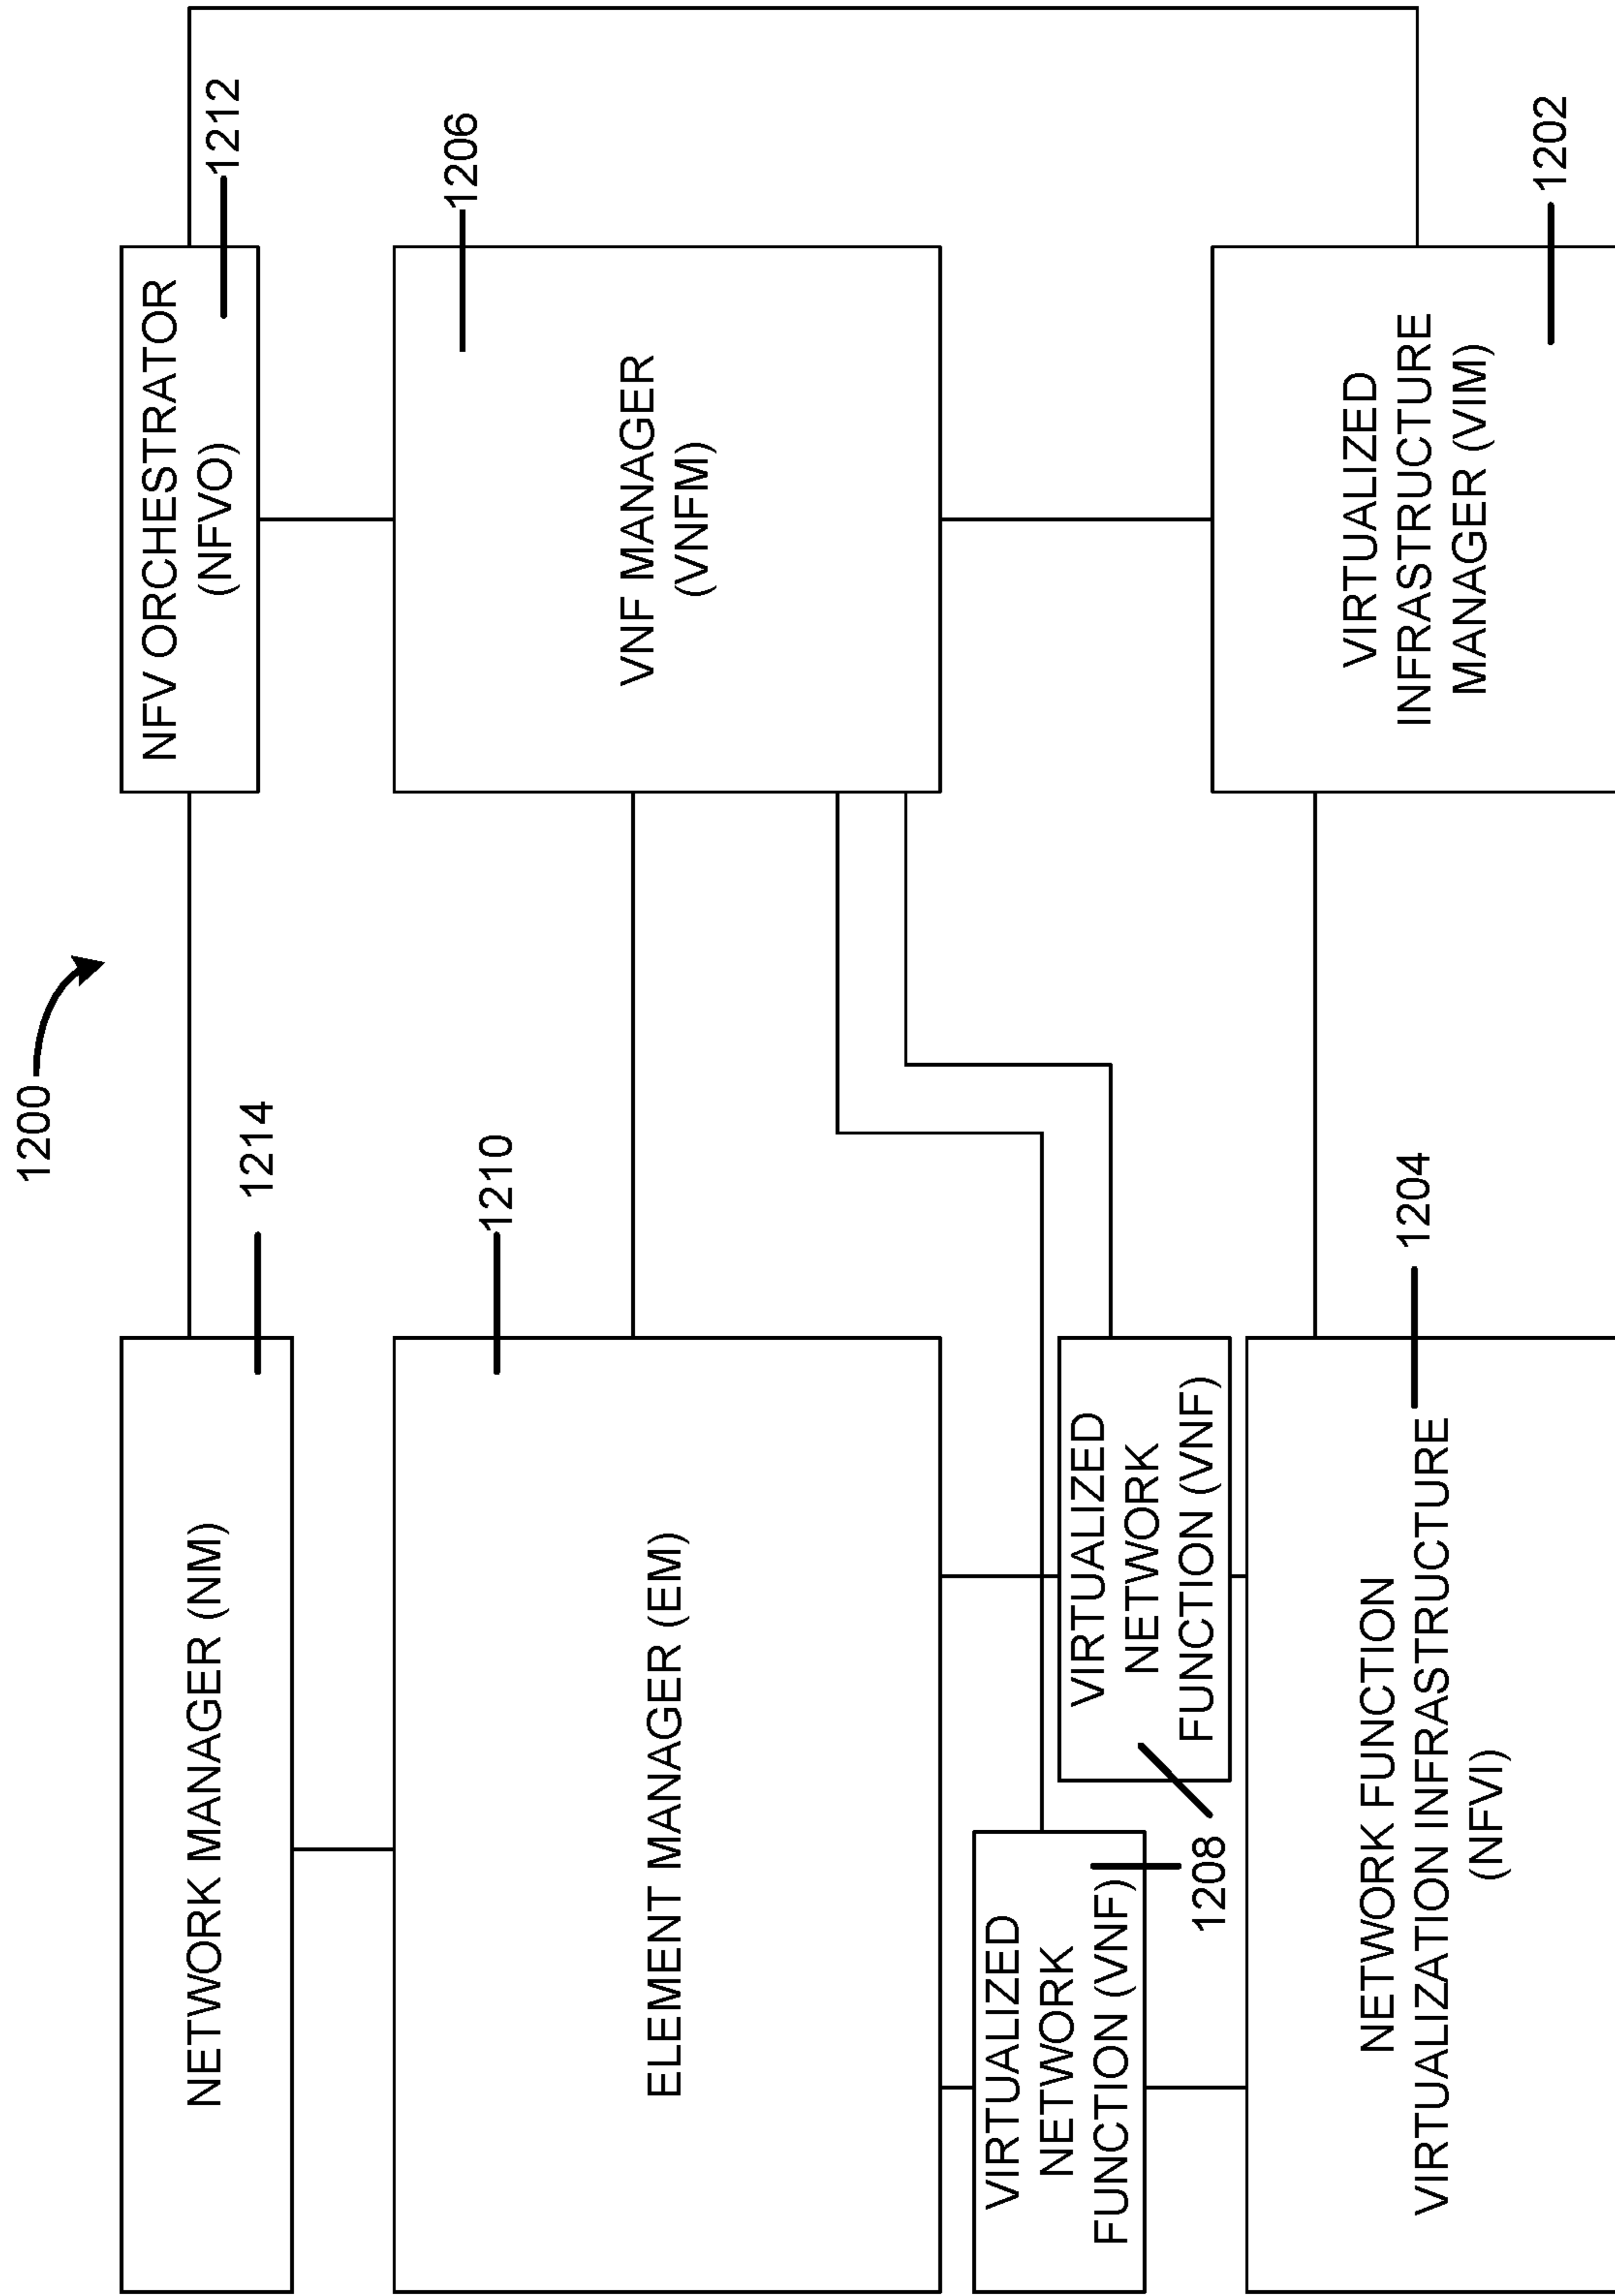 1200
NETWORK MANAGER (NM)
1214
NFV ORCHESTRATOR
(NFVO)
1212
ELEMENT MANAGER (EM)
1210
VNF MANAGER
(VNFM)
1206
VIRTUALIZED
NETWORK
FUNCTION (VNF)
VIRTUALIZED
NETWORK
FUNCTION (VNF)
1208
NETWORK FUNCTION
VIRTUALIZATION INFRASTRUCTURE
(NFVI)
1204
VIRTUALIZED
INFRASTRUCTURE
MANAGER (VIM)
1202